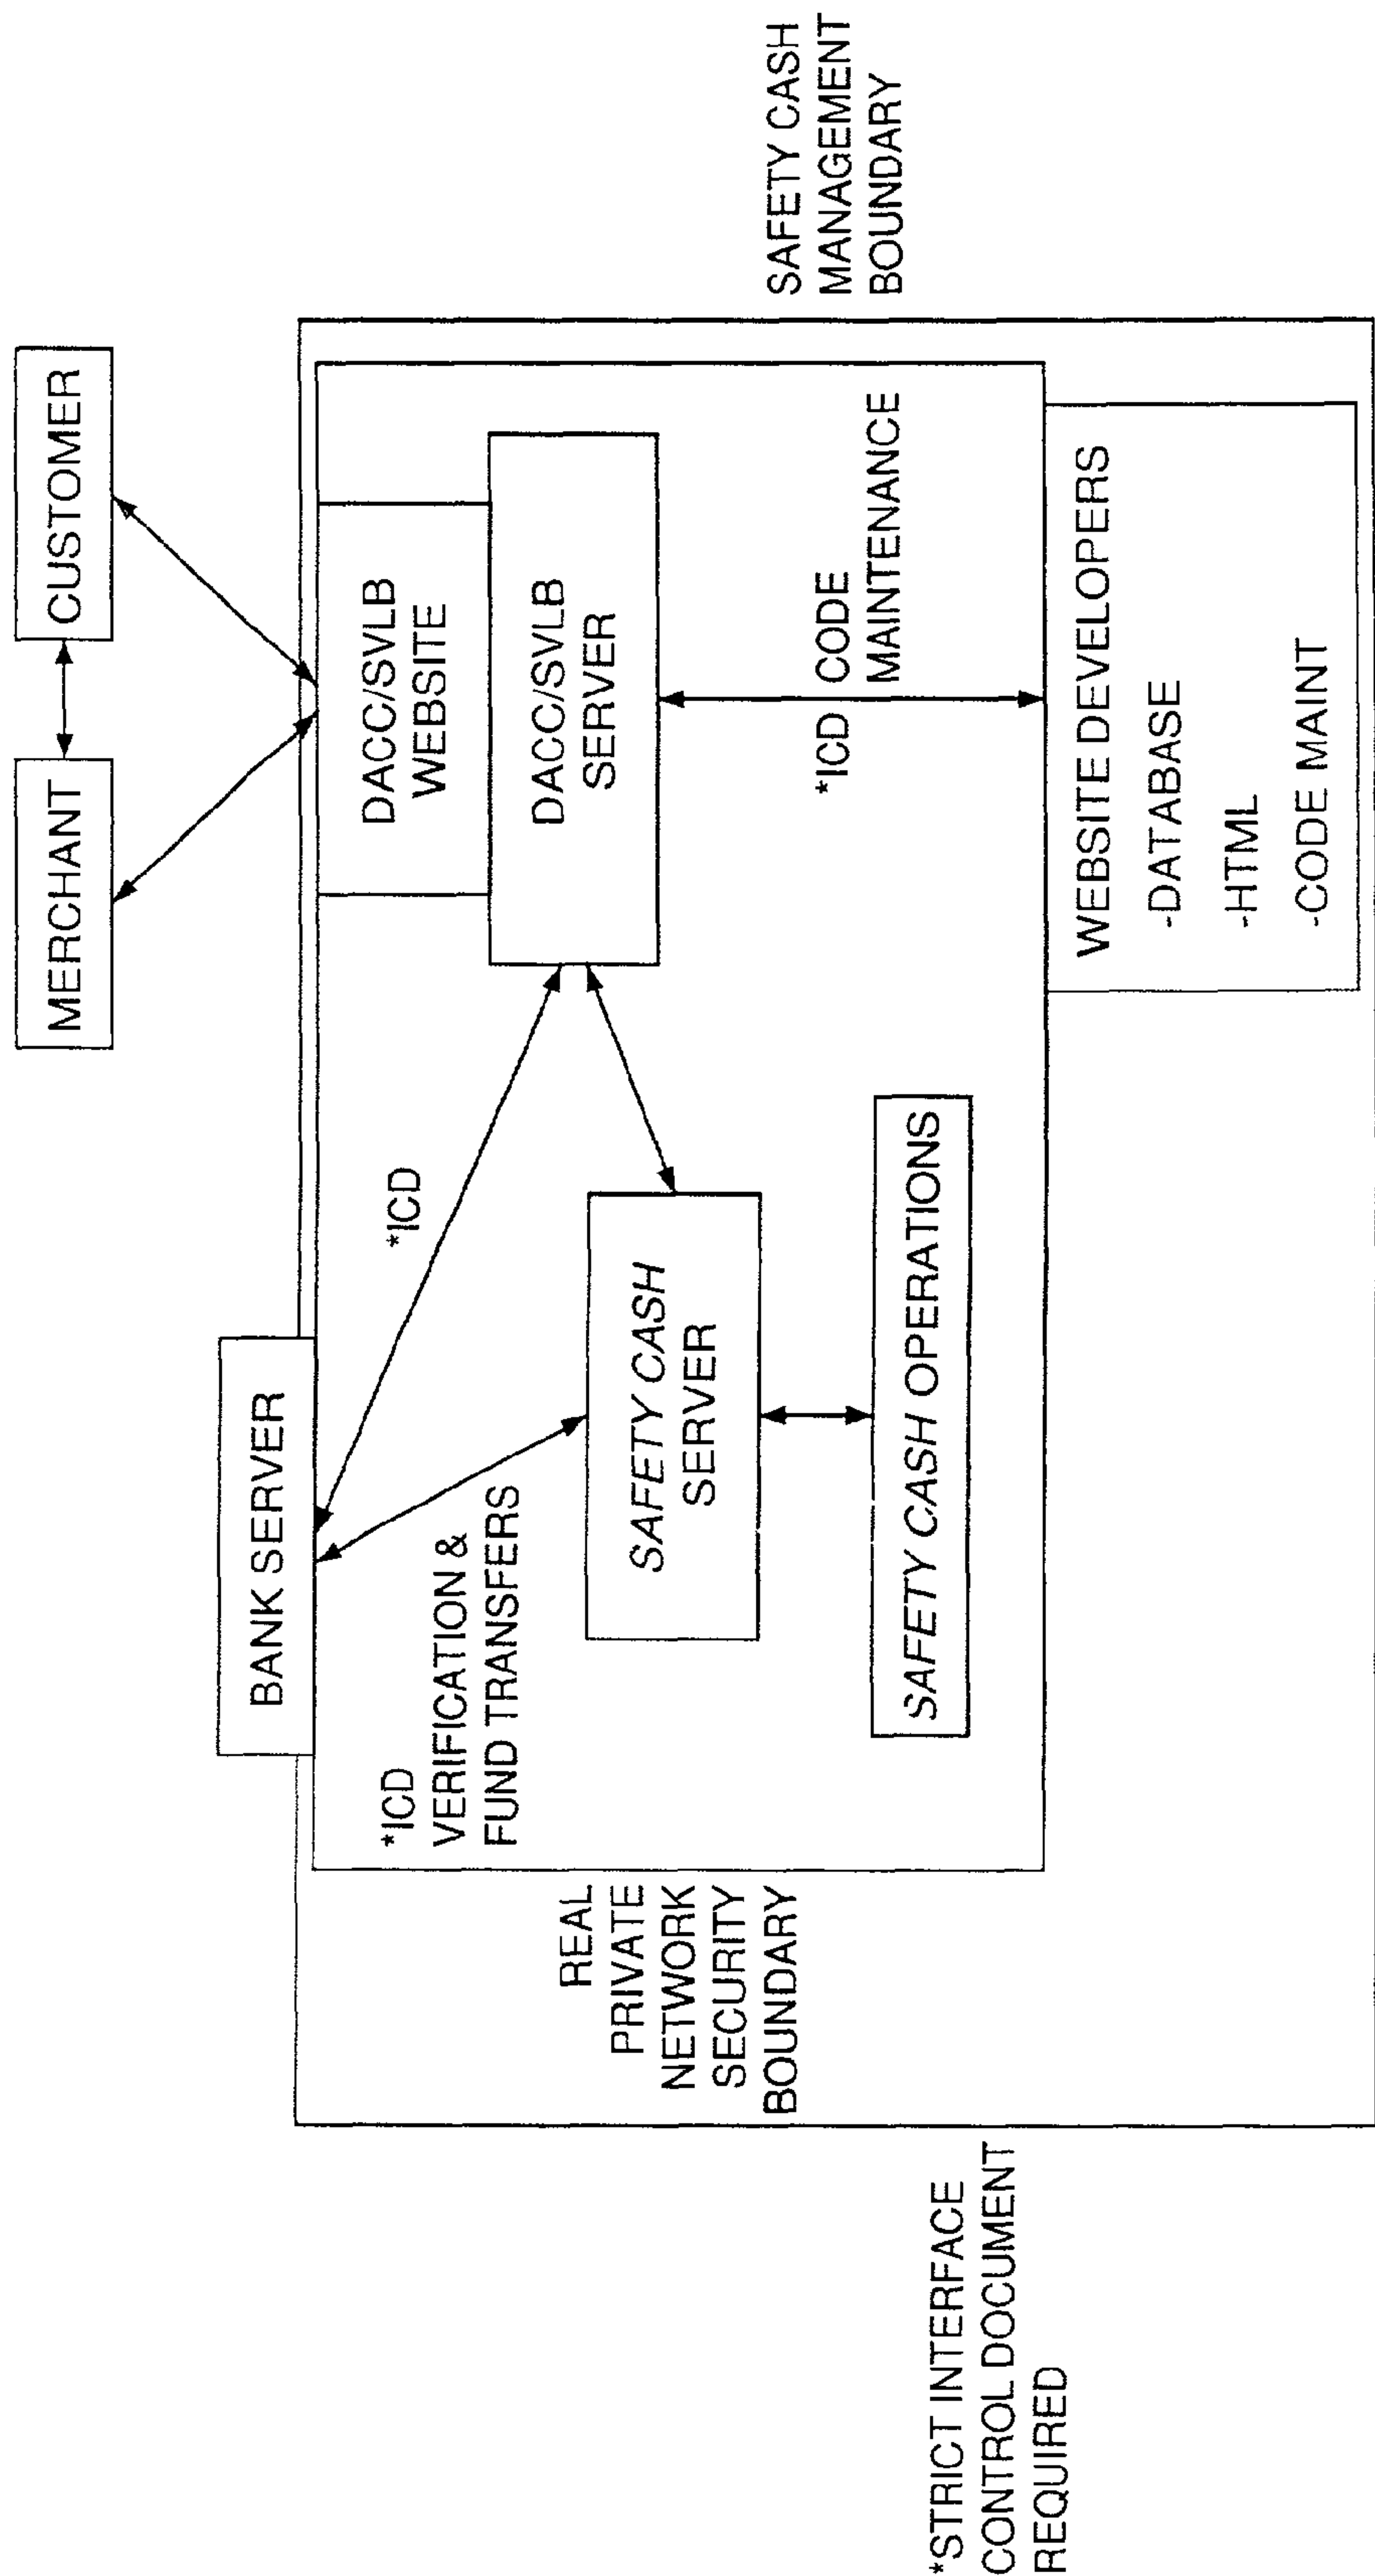 MERCHANT
CUSTOMER
BANK SERVER
*ICD
VERIFICATION &
FUND TRANSFERS
*ICD
DACC/SVLB
WEBSITE
DACC/SVLB
SERVER
SAFETY CASH
SERVER
*ICD CODE
MAINTENANCE
SAFETY CASH OPERATIONS
REAL
PRIVATE
NETWORK
SECURITY
BOUNDARY
SAFETY CASH
MANAGEMENT
BOUNDARY
WEBSITE DEVELOPERS
-DATABASE
-HTML
-CODE MAINT
*STRICT INTERFACE
CONTROL DOCUMENT
REQUIRED